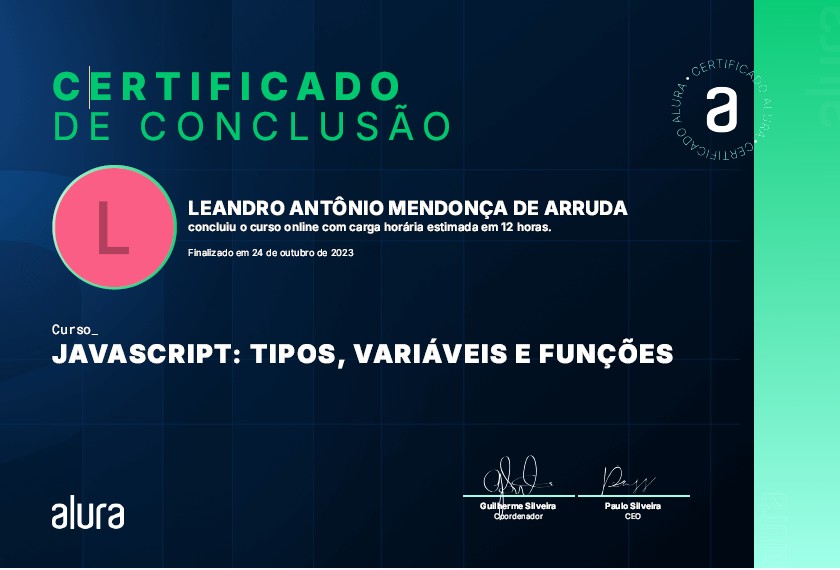 CERTIFICADO
DE CONCLUSÃO
CERTIFICADO ALURA • CERTIFICADO ALURA •
a
L
LEANDRO ANTÔNIO MENDONÇA DE ARRUDA
concluiu o curso online com carga horária estimada em 12 horas.
Finalizado em 24 de outubro de 2023
Curso_
JAVASCRIPT: TIPOS, VARIÁVEIS E FUNÇÕES
alura
Guilherme Silveira
Coordenador
Paulo Silveira
CEO